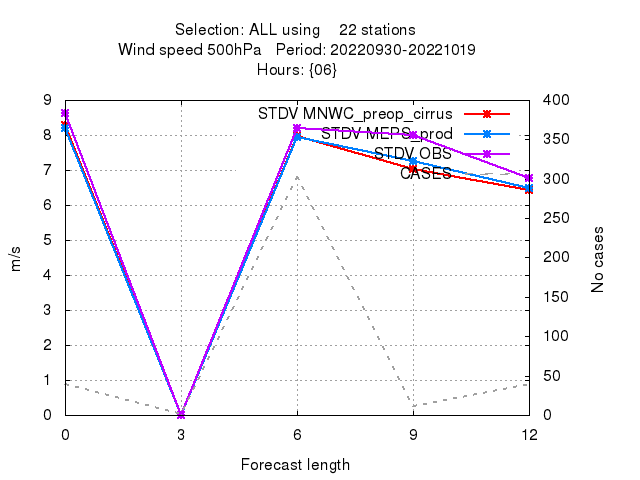 Selection: ALL using    22 stations
Wind speed 500hPa   Period: 20220930-20221019
Hours: {06}
STDV MNWC_preop_cirrus
STDV MEPS_prod
STDV OBS
CASES
9
8
7
6
5
4
3
2
1
0
m/s
400
350
300
250
200
150
100
50
0
No cases
0 3 6 9 12
Forecast length